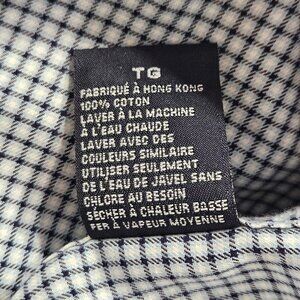 TG
FABRIQUÉ À HONG KONG
100% COTON
LAVER À LA MACHINE
À L'EAU CHAUDE
LAVER AVEC DES
COULEURS SIMILAIRE
UTILISER SEULEMENT
DE L'EAU DE JAVEL SANS
CHLORE AU BESOIN
SÉCHER À CHALEUR BASSE
FER À VAPEUR MOYENNE